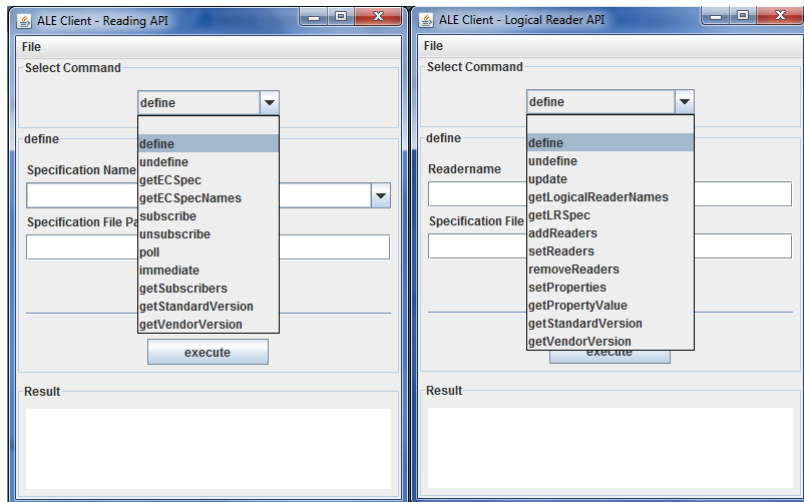 ALE Client - Reading API
File
Select Command
define
define
define
undefine
getECSpec
getECSpecNames
subscribe
unsubscribe
poll
immediate
getSubscribers
getStandardVersion
getVendorVersion
Specification Name
Specification File Pa
execute
Result
ALE Client - Logical Reader API
File
Select Command
define
define
define
undefine
update
getLogicalReaderNames
getLRSpec
addReaders
setReaders
removeReaders
setProperties
getPropertyValue
getStandardVersion
getVendorVersion
Readername
Specification File
execute
Result